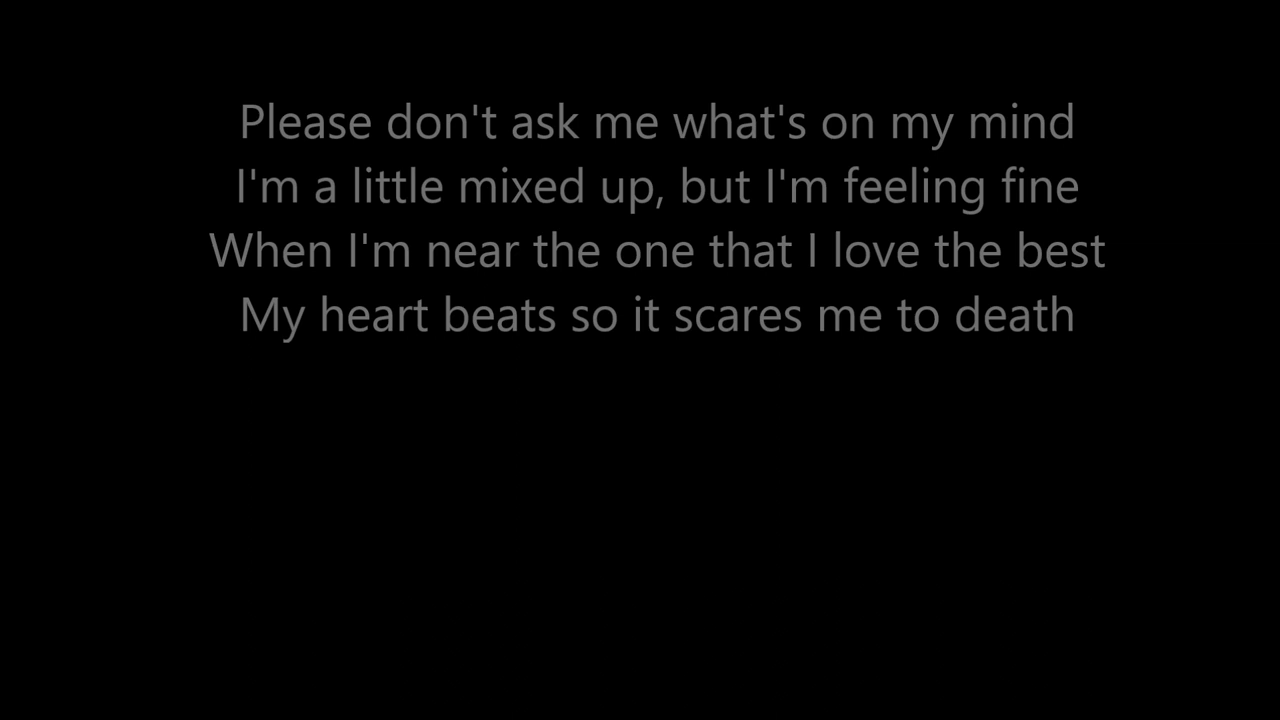 Please don't ask me what's on my mind
I'm a little mixed up, but I'm feeling fine
When I'm near the one that I love the best
My heart beats so it scares me to death